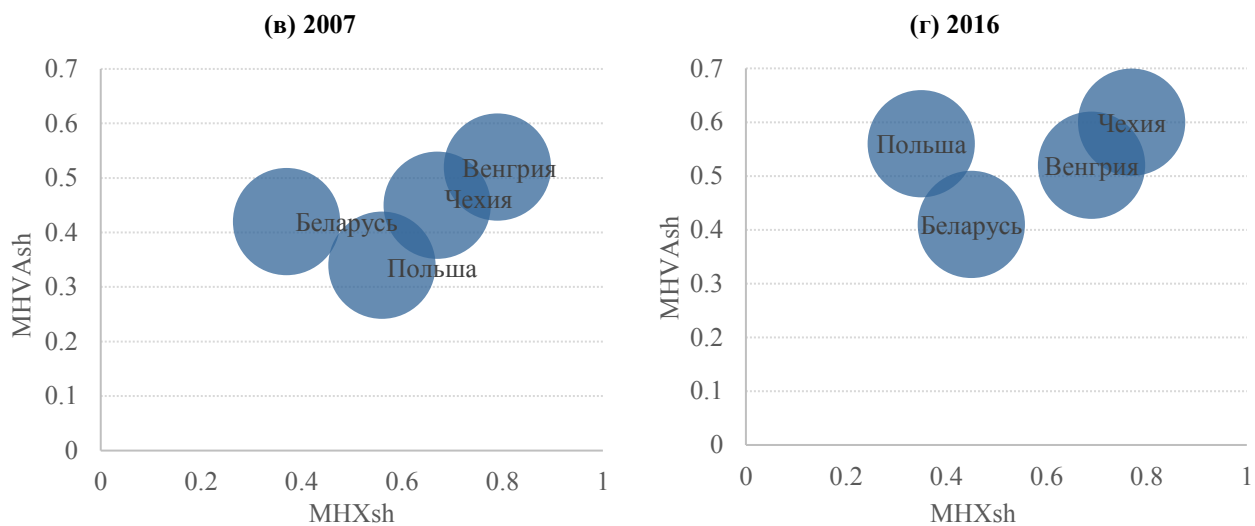 (в) 2007
0.7
0.6
0.5
0.4
0.3
0.2
0.1
0
0
0.2
0.4
0.6
0.8
1
MHVAsh
MHXsh
Венгрия
Чехия
Беларусь
Польша
(г) 2016
0.7
0.6
0.5
0.4
0.3
0.2
0.1
0
0
0.2
0.4
0.6
0.8
1
MHVAsh
MHXsh
Чехия
Польша
Венгрия
Беларусь